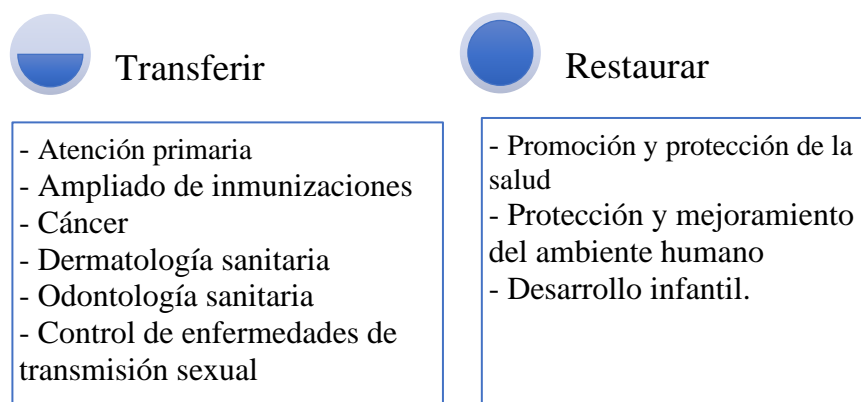 Transferir
- Atención primaria
- Ampliado de inmunizaciones
- Cáncer
- Dermatología sanitaria
- Odontología sanitaria
- Control de enfermedades de
transmisión sexual
Restaurar
- Promoción y protección de la
salud
- Protección y mejoramiento
del ambiente humano
- Desarrollo infantil.